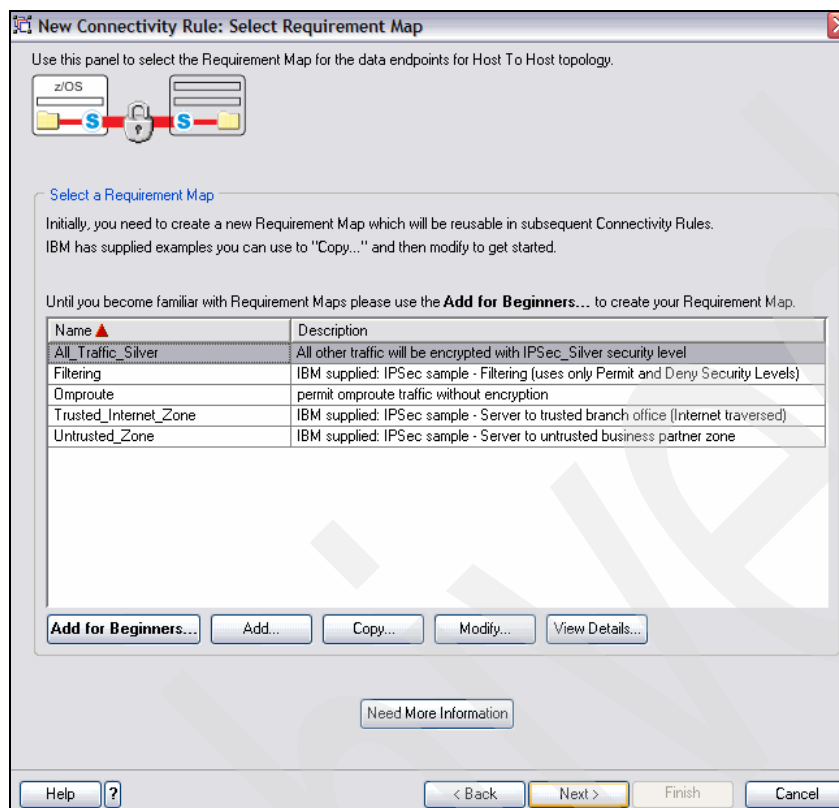 New Connectivity Rule: Select Requirement Map
Use this panel to select the Requirement Map for the data endpoints for Host To Host topology.
z/OS
S S
Select a Requirement Map
Initially, you need to create a new Requirement Map which will be reusable in subsequent Connectivity Rules.
IBM has supplied examples you can use to "Copy..." and then modify to get started.
Until you become familiar with Requirement Maps please use the Add for Beginners... to create your Requirement Map.
Name Description
All_Traffic_Silver All other traffic will be encrypted with IPSec_Silver security level
Filtering IBM supplied: IPSec sample - Filtering (uses only Permit and Deny Security Levels)
Omproute permit omproute traffic without encryption
Trusted_Internet_Zone IBM supplied: IPSec sample - Server to trusted branch office (Internet traversed)
Untrusted_Zone IBM supplied: IPSec sample - Server to untrusted business partner zone
Add for Beginners... Add... Copy... Modify... View Details...
Need More Information
Help ? < Back Next > Finish Cancel